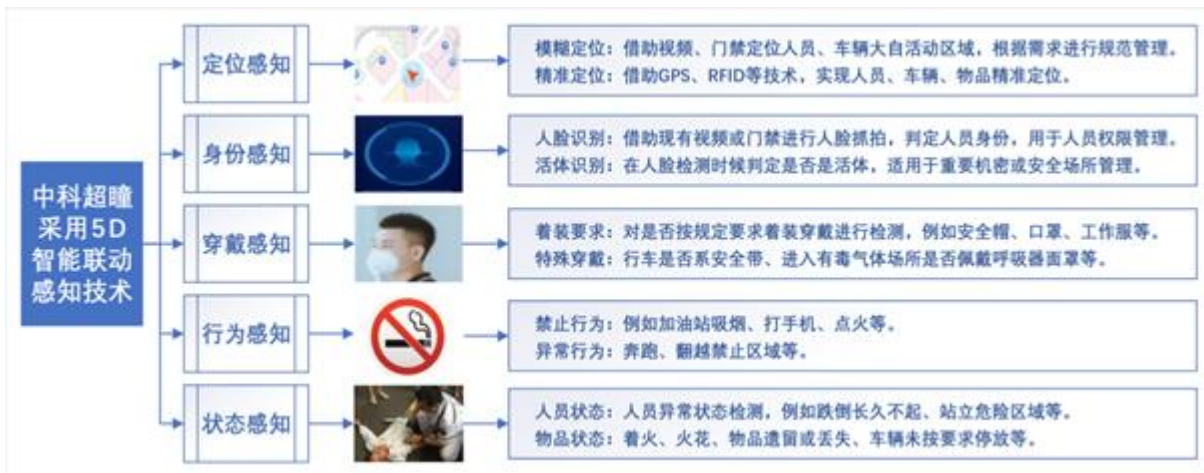 中科超瞳
采用5D
智能联动
感知技术
定位感知
模糊定位：借助视频、门禁定位人员、车辆大自活动区域，根据需求进行规范管理。
精准定位：借助GPS、RFID等技术，实现人员、车辆、物品精准定位。
身份感知
人脸识别：借助现有视频或门禁进行人脸抓拍，判定人员身份，用于人员权限管理。
活体识别：在人脸检测时候判定是否是活体，适用于重要机密或安全场所管理。
穿戴感知
着装要求：对是否按规定要求着装穿戴进行检测，例如安全帽、口罩、工作服等。
特殊穿戴：行车是否系安全带、进入有毒气体场所是否佩戴呼吸器面罩等。
行为感知
禁止行为：例如加油站吸烟、打手机、点火等。
异常行为：奔跑、翻越禁止区域等。
状态感知
人员状态：人员异常状态检测，例如跌倒长久不起、站立危险区域等。
物品状态：着火、火花、物品遗留或丢失、车辆未按要求停放等。